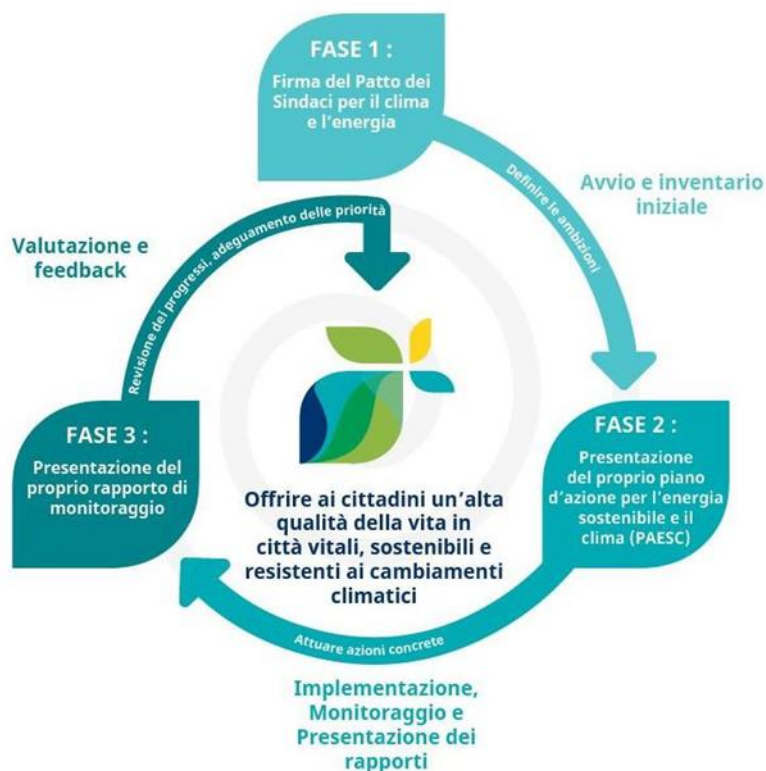 FASE 1 :
Firma del Patto dei
Sindaci per il clima
e l'energia
Definire le ambizioni
Avvio e inventario
iniziale
FASE 2 :
Presentazione
del proprio piano
d'azione per l'energia
sostenibile e il
clima (PAESC)
Attuare azioni concrete
Implementazione,
Monitoraggio e
Presentazione dei
rapporti
FASE 3 :
Presentazione del
proprio rapporto di
monitoraggio
Revisione dei progressi, adeguamento delle priorità
Valutazione e
feedback
Offrire ai cittadini un'alta
qualità della vita in
città vitali, sostenibili e
resistenti ai cambiamenti
climatici